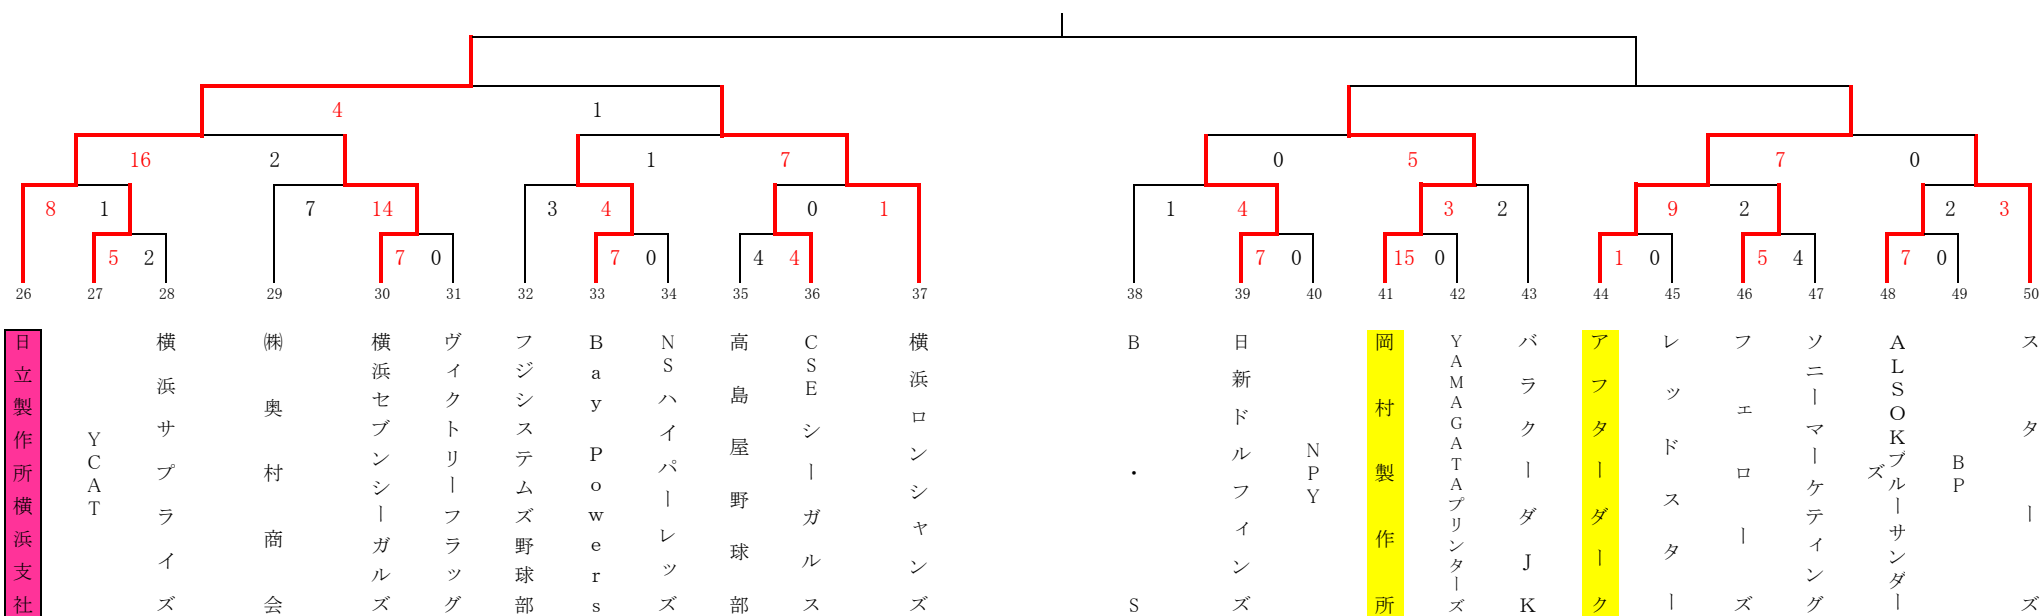 4 1
16 2 1 7 0 5 7 0
8 1 7 14 3 4 0 1 1 4 3 2 9 2 2 3
5 2 7 0 7 0 4 4 7 0 15 0 1 0 5 4 7 0
26 27 28 29 30 31 32 33 34 35 36 37 38 39 40 41 42 43 44 45 46 47 48 49 50
日立製作所横浜支社
YCAT
横浜サプライズ
㈱奥村商会
横浜セブンシーガルズ
ヴィクトリーフラッグ
フジシステムズ野球部
Bay Powers
NSハイパーレッズ
高島屋野球部
CSEシーガルス
横浜ロンシャンズ
B・S
日新ドルフィンズ
NPY
岡村製作所
YAMAGATAプリンターズ
バラクーダJK
アフターダーク
レッドスター
フェローズ
ソニーマーケティング
ALSOKブルーサンダー
ズ
BP
スターズ